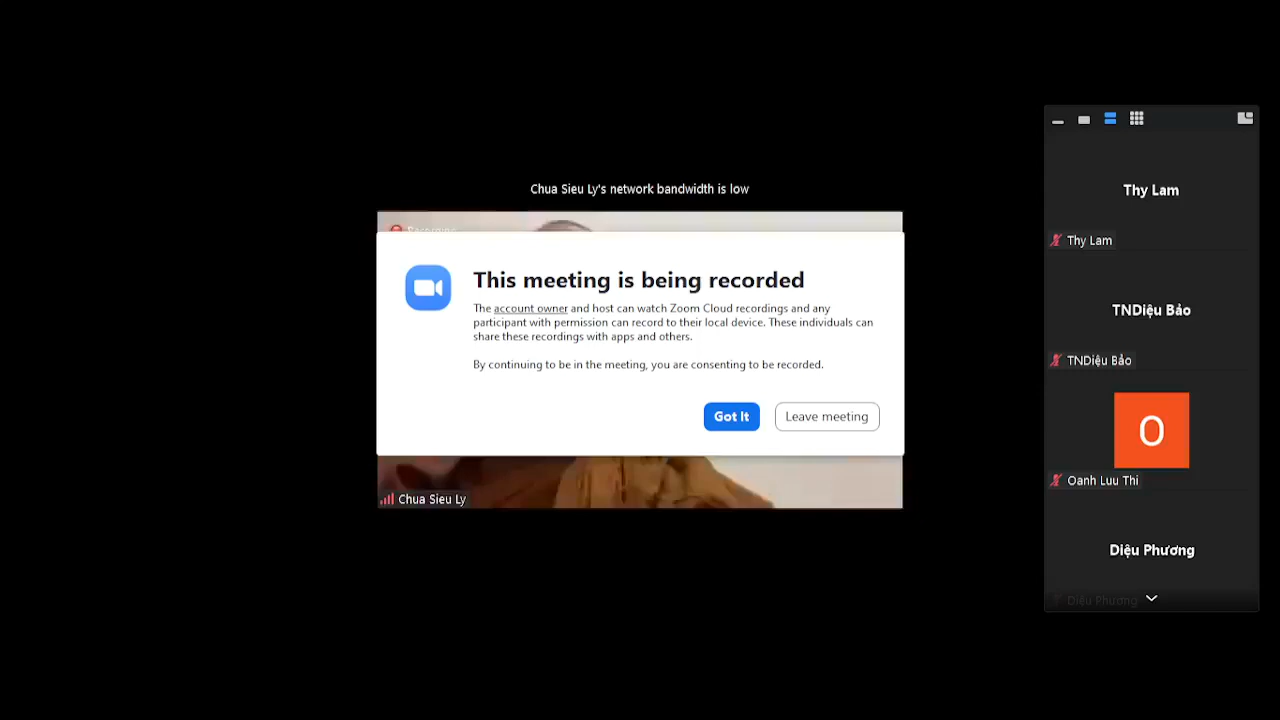 Chua Sieu Ly's network bandwidth is low
Recording
This meeting is being recorded
The account owner and host can watch Zoom Cloud recordings and any
participant with permission can record to their local device. These individuals can
share these recordings with apps and others.
By continuing to be in the meeting, you are consenting to be recorded.
Got It
Leave meeting
Chua Sieu Ly
Thy Lam
Thy Lam
TNDiệu Bảo
TNDiệu Bảo
O
Oanh Luu Thi
Diệu Phương
Diệu Phương